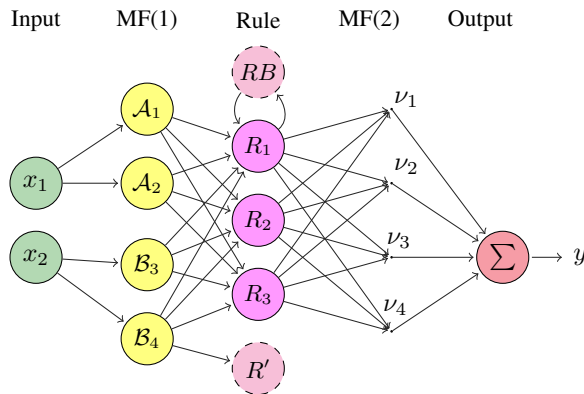 Input MF(1) Rule MF(2) Output
RB
𝒜₁ ν₁
R₁
x₁ 𝒜₂ ν₂
R₂
x₂ ℬ₃ ν₃ ∑ y
R₃
ℬ₄ ν₄
R′